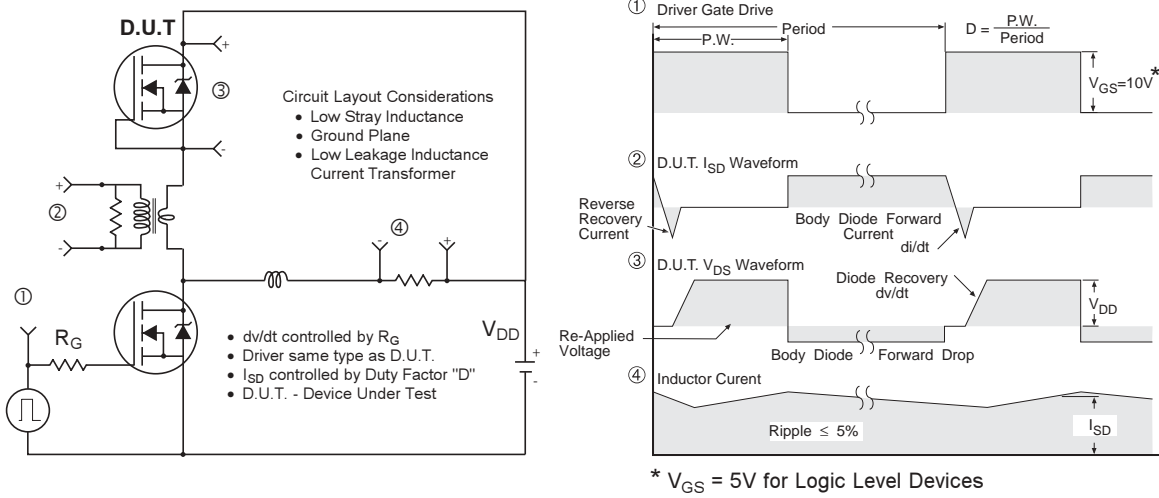 D.U.T
+
③
-
Circuit Layout Considerations
• Low Stray Inductance
• Ground Plane
• Low Leakage Inductance
Current Transformer
+
②
-
④
-
+
①
R_G
V_DD
+
-
• dv/dt controlled by R_G
• Driver same type as D.U.T.
• I_SD controlled by Duty Factor "D"
• D.U.T. - Device Under Test
① Driver Gate Drive
P.W.
Period
D = P.W. / Period
V_GS=10V *
② D.U.T. I_SD Waveform
Reverse
Recovery
Current
Body Diode Forward
Current
di/dt
③ D.U.T. V_DS Waveform
Diode Recovery
dv/dt
V_DD
Re-Applied
Voltage
Body Diode Forward Drop
④ Inductor Curent
Ripple ≤ 5%
I_SD
* V_GS = 5V for Logic Level Devices